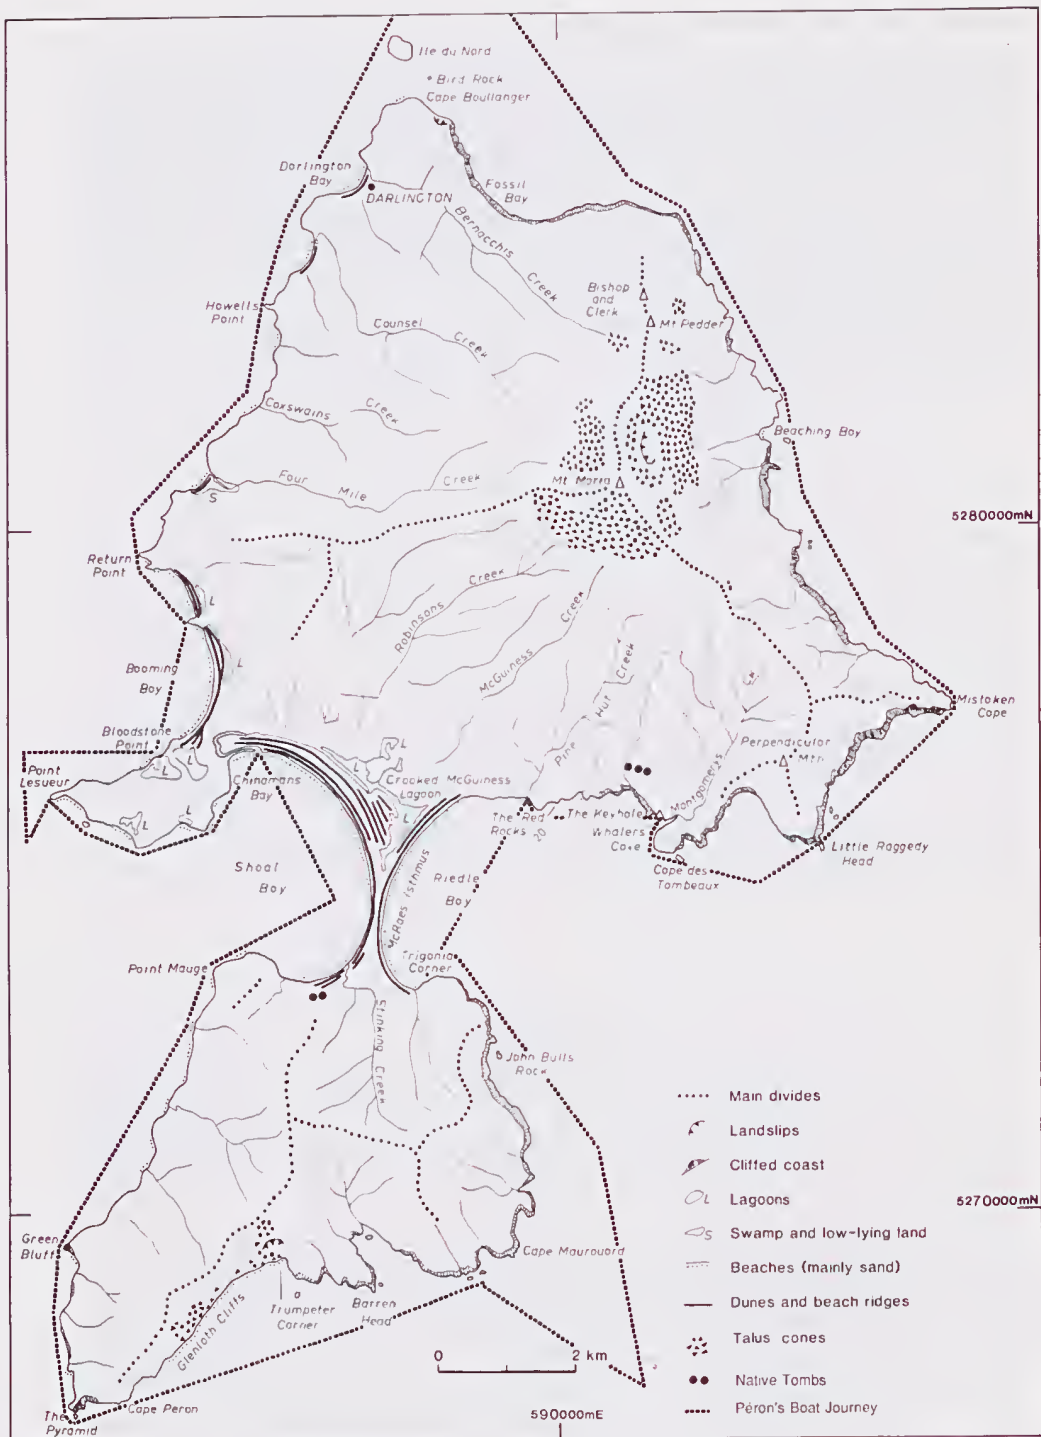 Ile du Nord
Bird Rock
Cape Boullanger
Darlington
Bay
DARLINGTON
Fossil
Bay
Bernacchis
Creek
Bishop
and
Clerk
Mt Pedder
Howells
Point
Counsel
Creek
Coxswains
Creek
Beaching Bay
Four Mile Creek
S
Mt Maria
5280000mN
Return
Point
L
Robinsons
Creek
McGuiness
Creek
Pine Hut Creek
Booming
Bay
L
Mistaken
Cape
Bloodstone
Point
L
Perpendicular
Mtn
Point
Lesueur
Chinamans
Bay
L
Crooked McGuiness
Lagoon
L
Montgomerys
Ck
The Red
Rocks
20
The Keyhole
Whalers
Cove
L
L
L
Little Raggedy
Head
Cape des
Tombeaux
Shoal
Bay
McRaes Isthmus
Riedle
Bay
Point Mauge
Trigonia
Corner
Stinking
Creek
John Bulls
Rock
Main divides
Landslips
Cliffed coast
L Lagoons
5270000mN
S Swamp and low-lying land
Green
Bluff
Cape Maurouard
Beaches (mainly sand)
Trumpeter
Corner
Barren
Head
Dunes and beach ridges
Glenloth Cliffs
Talus cones
0 2 km
Native Tombs
Cape Peron
The
Pyramid
590000mE
Péron's Boat Journey